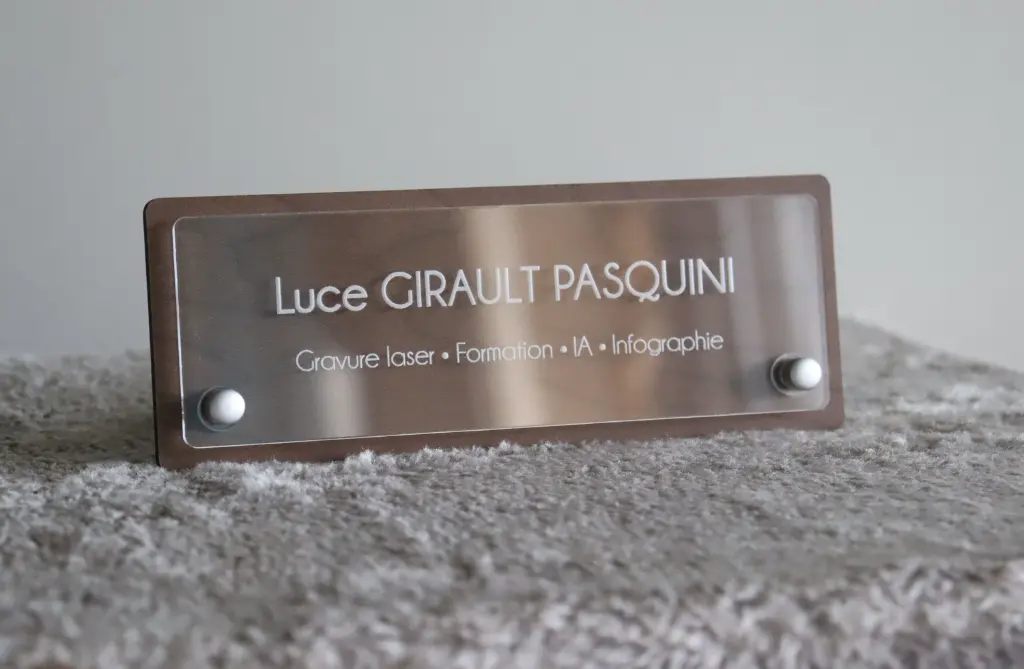 Luce GIRAULT PASQUINI
Gravure laser • Formation • IA • Infographie